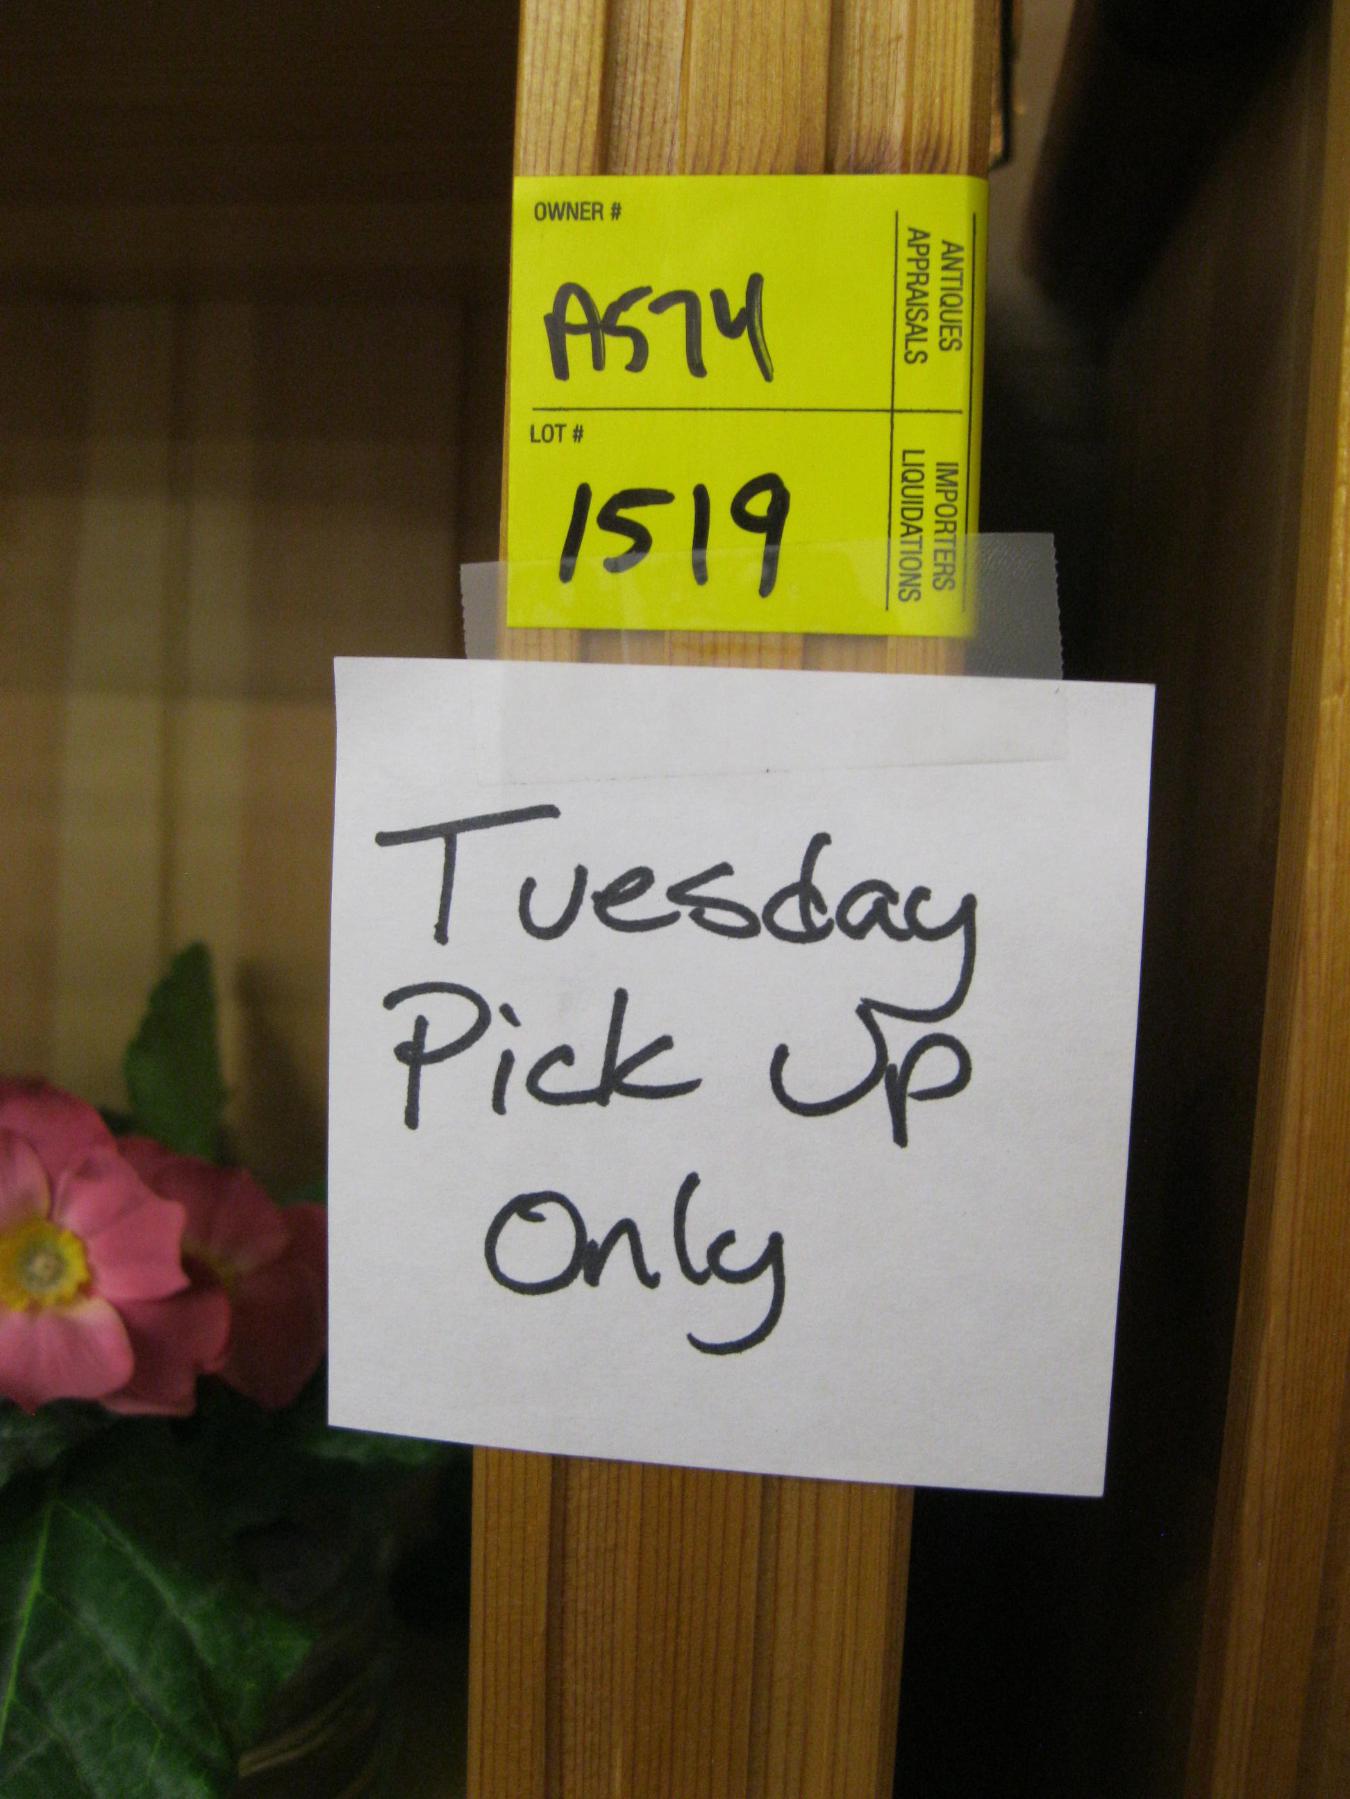 OWNER #
A574
LOT #
1519
ANTIQUES
APPRAISALS
IMPORTERS
LIQUIDATIONS
Tuesday
Pick Up
Only